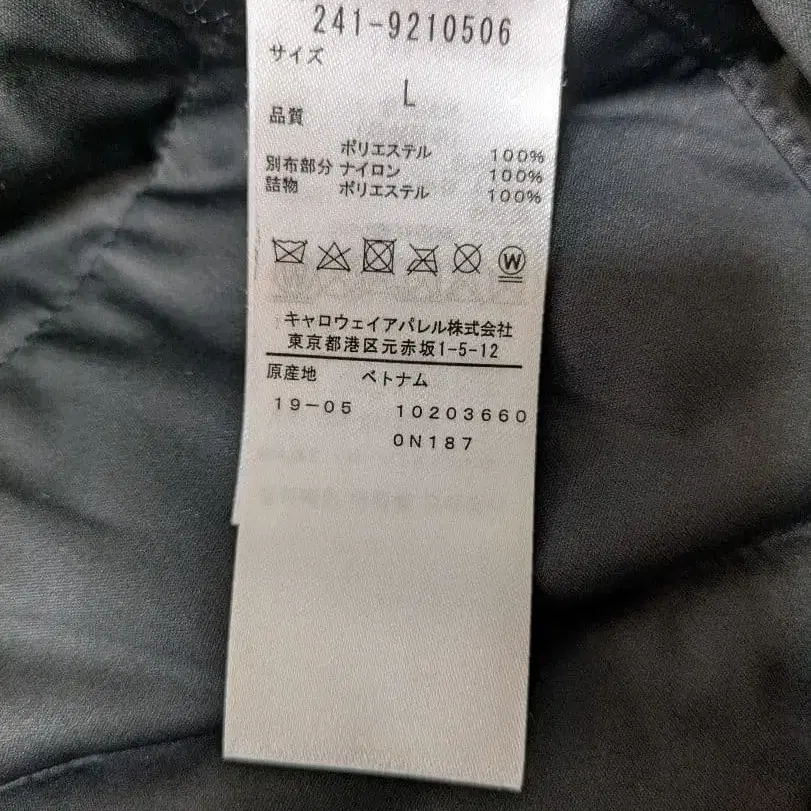 241-9210506
サイズ
L
品質
ポリエステル 100%
別布部分 ナイロン 100%
詰物 ポリエステル 100%
W
キャロウェイアパレル株式会社
東京都港区元赤坂1-5-12
原産地 ベトナム
19-05 10203660
0N187